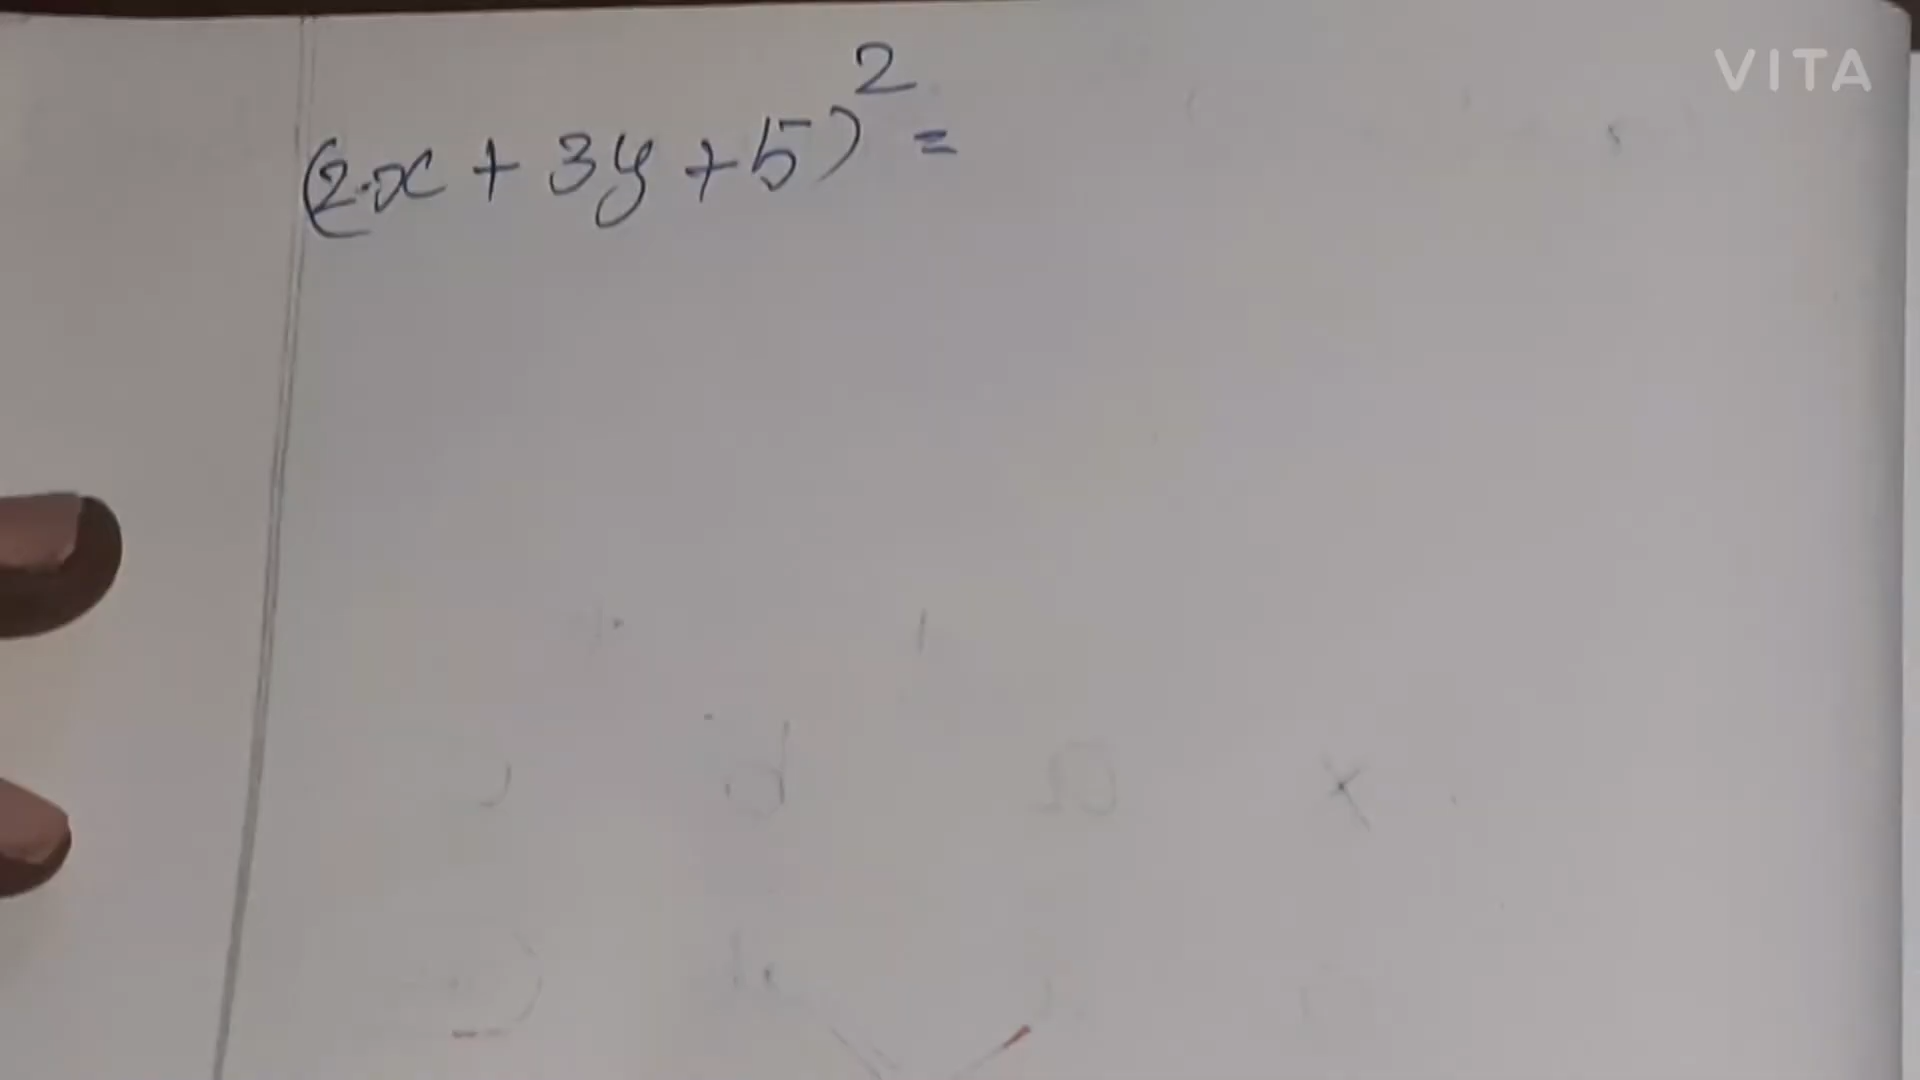 VITA
(2x + 3y + 5)² =